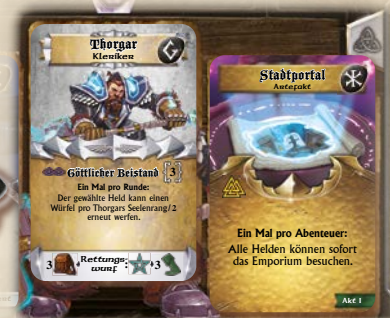 Thorgar
Kleriker
Göttlicher Beistand 3
Ein Mal pro Runde:
Der gewählte Held kann einen
Würfel pro Thorgars Seelenrang/2
erneut werfen.
3 Rettungs-
wurf : 3
Stadtportal
Artefakt
Ein Mal pro Abenteuer:
Alle Helden können sofort
das Emporium besuchen.
Akt 1